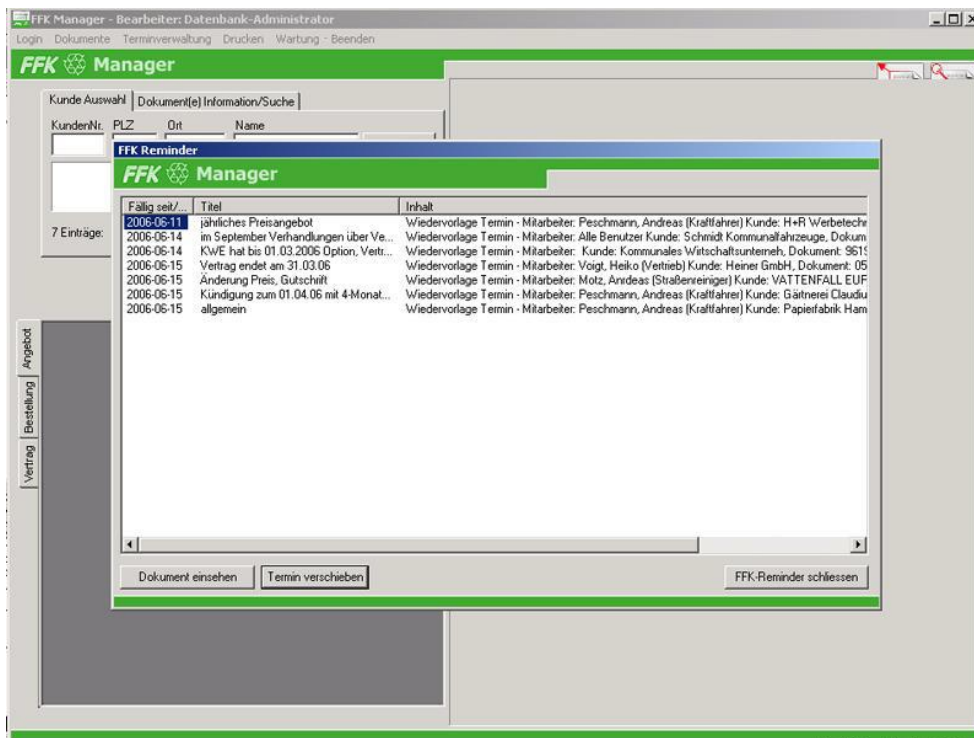 FFK Manager - Bearbeiter: Datenbank-Administrator
Login Dokumente Terminverwaltung Drucken Wartung - Beenden
FFK Manager
Kunde Auswahl Dokument(e) Information/Suche
KundenNr. PLZ Ort Name
FFK Reminder
FFK Manager
Fällig seit/... Titel Inhalt
2006-06-11 jährliches Preisangebot Wiedervorlage Termin - Mitarbeiter: Peschmann, Andreas (Kraftfahrer) Kunde: H+R Werbetechr
2006-06-14 im September Verhandlungen über Ve... Wiedervorlage Termin - Mitarbeiter: Alle Benutzer Kunde: Schmidt Kommunalfahrzeuge, Dokum
2006-06-14 KWE hat bis 01.03.2006 Option, Vertr... Wiedervorlage Termin - Mitarbeiter: Kunde: Kommunales Wirtschaftsunterneh, Dokument: 961
2006-06-15 Vertrag endet am 31.03.06 Wiedervorlage Termin - Mitarbeiter: Voigt, Heiko (Vertrieb) Kunde: Heiner GmbH, Dokument: 05
2006-06-15 Änderung Preis, Gutschrift Wiedervorlage Termin - Mitarbeiter: Motz, Anrdeas (Straßenreiniger) Kunde: VATTENFALL EUF
2006-06-15 Kündigung zum 01.04.06 mit 4-Monat... Wiedervorlage Termin - Mitarbeiter: Peschmann, Andreas (Kraftfahrer) Kunde: Gärtnerei Claudiu
2006-06-15 allgemein Wiedervorlage Termin - Mitarbeiter: Peschmann, Andreas (Kraftfahrer) Kunde: Papierfabrik Ham
7 Einträge:
Angebot
Bestellung
Vertrag
Dokument einsehen Termin verschieben FFK-Reminder schliessen